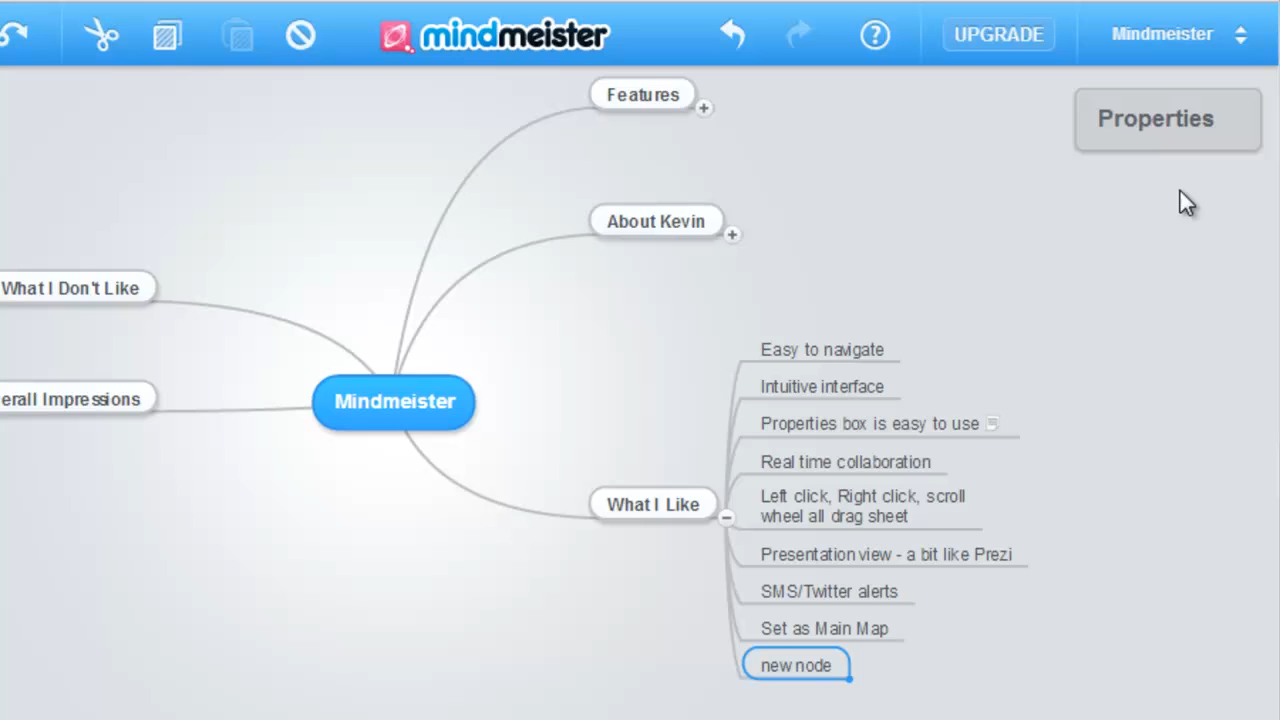 mindmeister
UPGRADE
Mindmeister
Features
Properties
About Kevin
What I Don't Like
Easy to navigate
Intuitive interface
erall Impressions
Mindmeister
Properties box is easy to use
Real time collaboration
What I Like
Left click, Right click, scroll
wheel all drag sheet
Presentation view - a bit like Prezi
SMS/Twitter alerts
Set as Main Map
new node